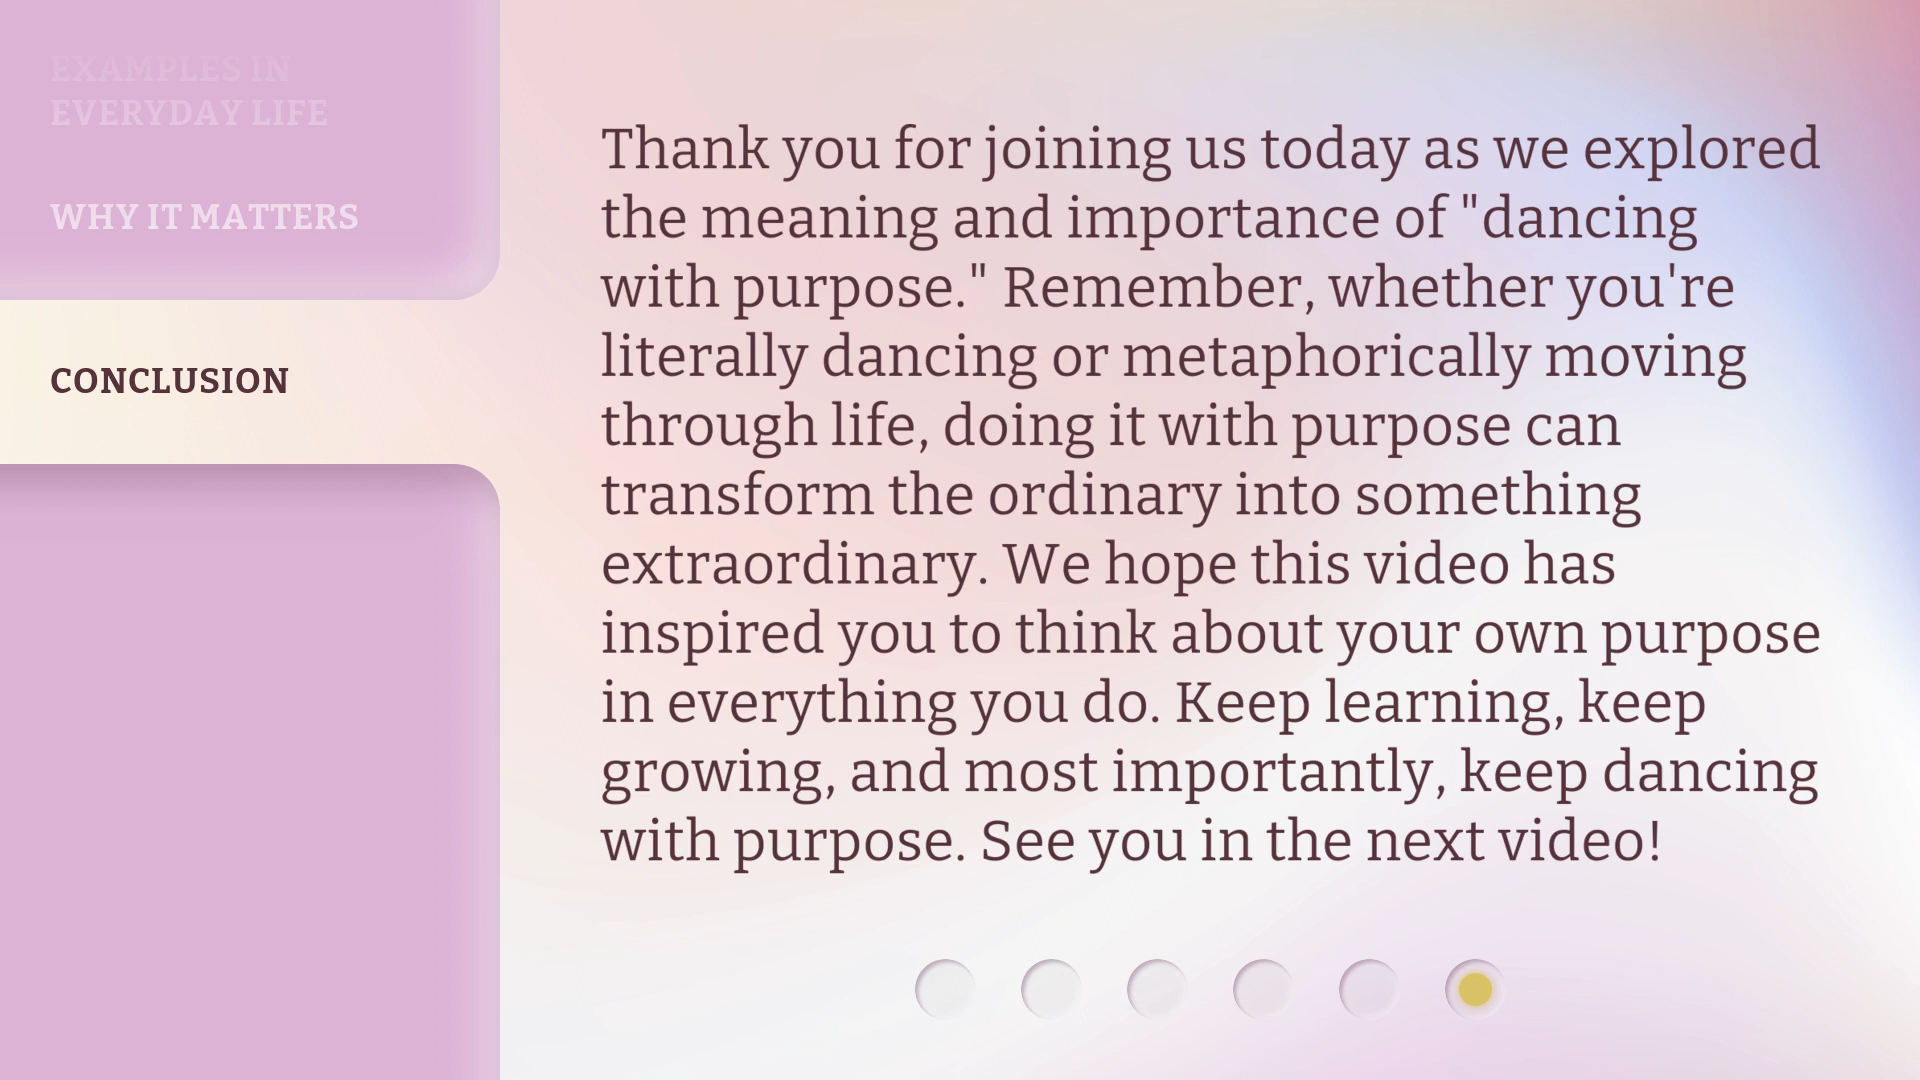 EXAMPLES IN
EVERYDAY LIFE
WHY IT MATTERS
CONCLUSION
Thank you for joining us today as we explored
the meaning and importance of "dancing
with purpose." Remember, whether you're
literally dancing or metaphorically moving
through life, doing it with purpose can
transform the ordinary into something
extraordinary. We hope this video has
inspired you to think about your own purpose
in everything you do. Keep learning, keep
growing, and most importantly, keep dancing
with purpose. See you in the next video!